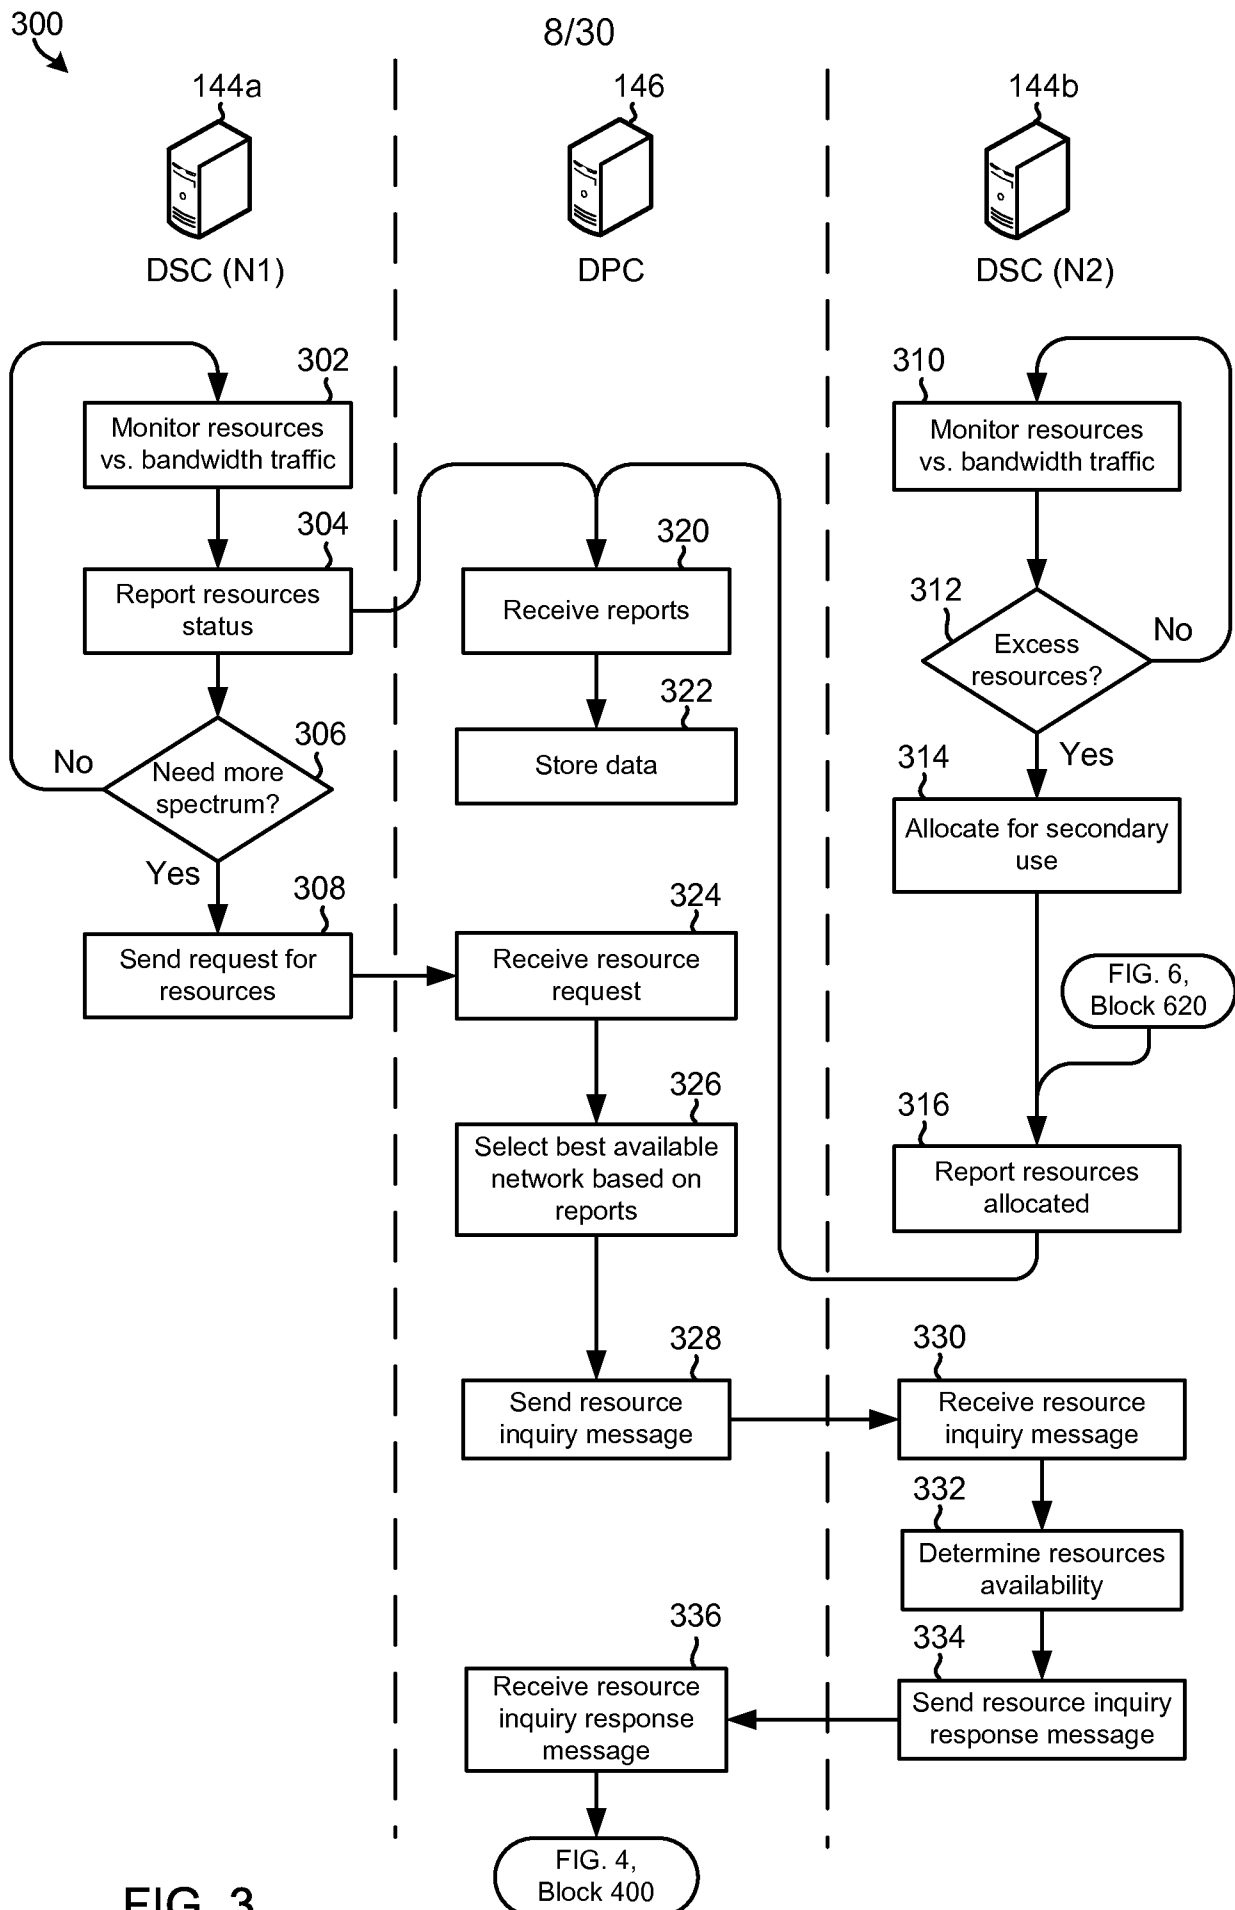 300
8/30
144a
146
144b
DSC (N1)
DPC
DSC (N2)
302
Monitor resources
vs. bandwidth traffic
304
Report resources
status
306
Need more
spectrum?
No
Yes
308
Send request for
resources
320
Receive reports
322
Store data
324
Receive resource
request
326
Select best available
network based on
reports
328
Send resource
inquiry message
336
Receive resource
inquiry response
message
FIG. 4,
Block 400
310
Monitor resources
vs. bandwidth traffic
312
Excess
resources?
No
Yes
314
Allocate for secondary
use
FIG. 6,
Block 620
316
Report resources
allocated
330
Receive resource
inquiry message
332
Determine resources
availability
334
Send resource inquiry
response message
FIG. 3